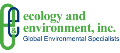 ecology and
environment, inc.
Global Environmental Specialists